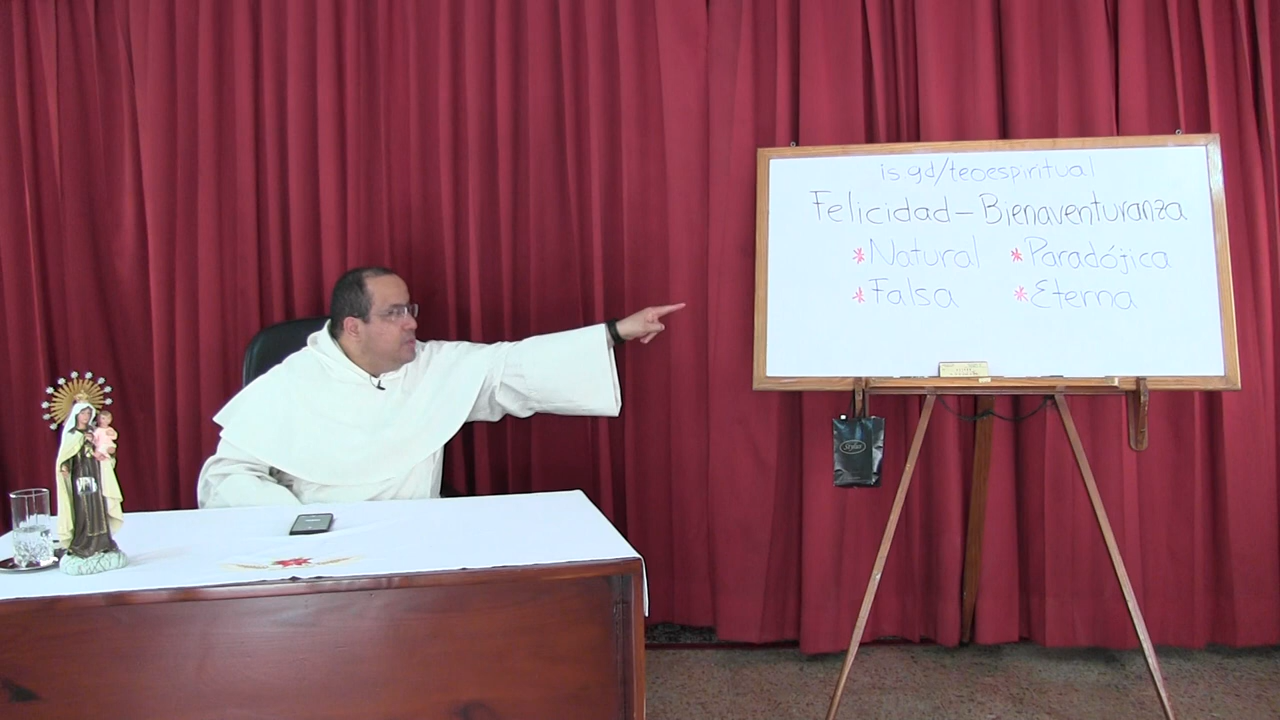 is.gd/teoespiritual
Felicidad – Bienaventuranza
* Natural * Paradójica
* Falsa * Eterna